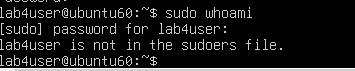 lab4user@ubuntu60:~$ sudo whoami
[sudo] password for lab4user:
lab4user is not in the sudoers file.
lab4user@ubuntu60:~$